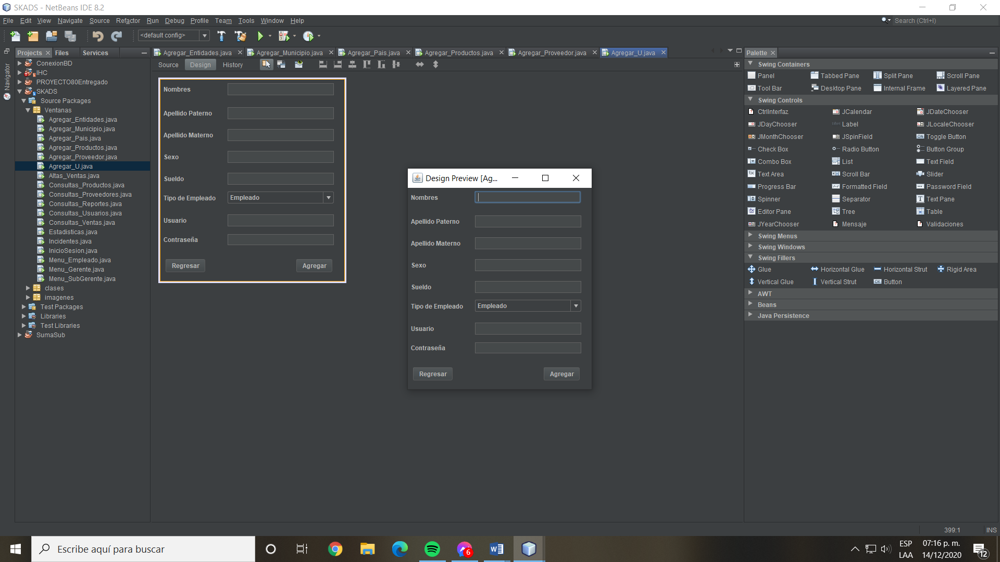 SKADS - NetBeans IDE 8.2
File Edit View Navigate Source Refactor Run Debug Profile Team Tools Window Help
Search (Ctrl+I)
<default config>
Navigator
Projects Files Services
ConexionBD
IHC
PROYECTO80Entregado
SKADS
Source Packages
Ventanas
Agregar_Entidades.java
Agregar_Municipio.java
Agregar_Pais.java
Agregar_Productos.java
Agregar_Proveedor.java
Agregar_U.java
Altas_Ventas.java
Consultas_Productos.java
Consultas_Proveedores.java
Consultas_Reportes.java
Consultas_Usuarios.java
Consultas_Ventas.java
Estadisticas.java
Incidentes.java
InicioSesion.java
Menu_Empleado.java
Menu_Gerente.java
Menu_SubGerente.java
clases
imagenes
Test Packages
Libraries
Test Libraries
SumaSub
Agregar_Entidades.java Agregar_Municipio.java Agregar_Pais.java Agregar_Productos.java Agregar_Proveedor.java Agregar_U.java
Source Design History
Nombres
Apellido Paterno
Apellido Materno
Sexo
Sueldo
Tipo de Empleado Empleado
Usuario
Contraseña
Regresar Agregar
Design Preview [Ag...
Nombres
Apellido Paterno
Apellido Materno
Sexo
Sueldo
Tipo de Empleado Empleado
Usuario
Contraseña
Regresar Agregar
Palette
Swing Containers
Panel Tabbed Pane Split Pane Scroll Pane
Tool Bar Desktop Pane Internal Frame Layered Pane
Swing Controls
CtrlInterfaz JCalendar JDateChooser
JDayChooser Label JLocaleChooser
JMonthChooser JSpinField Toggle Button
Check Box Radio Button Button Group
Combo Box List Text Field
Text Area Scroll Bar Slider
Progress Bar Formatted Field Password Field
Spinner Separator Text Pane
Editor Pane Tree Table
JYearChooser Mensaje Validaciones
Swing Menus
Swing Windows
Swing Fillers
Glue Horizontal Glue Horizontal Strut Rigid Area
Vertical Glue Vertical Strut Button
AWT
Beans
Java Persistence
399:1 INS
Escribe aquí para buscar
6
ESP
LAA
07:16 p. m.
14/12/2020
12